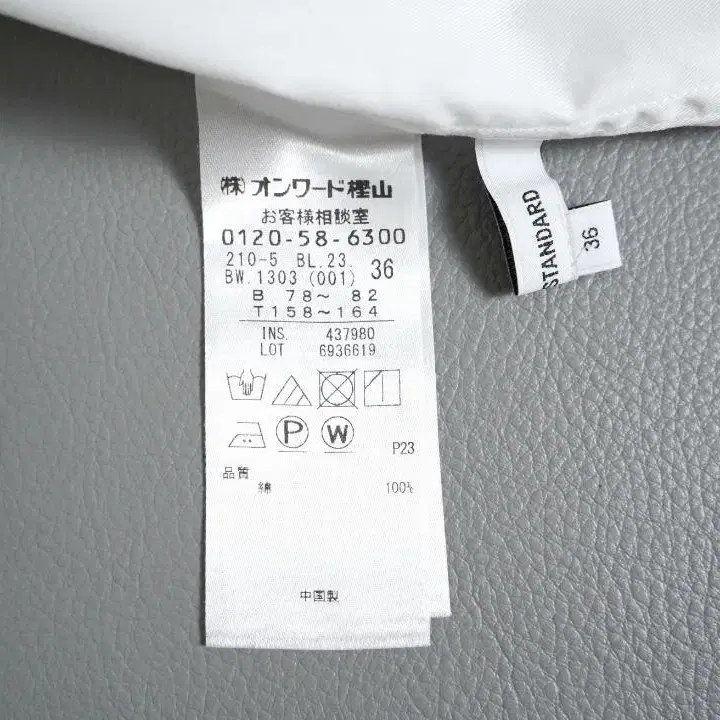 (株)オンワード樫山
お客様相談室
0120-58-6300
210-5 BL.23.
BW.1303 (001) 36
B 78~ 82
T 158~164
INS. 437980
LOT 6936619
P W
P23
品質
綿 100%
中国製
STANDARD
36